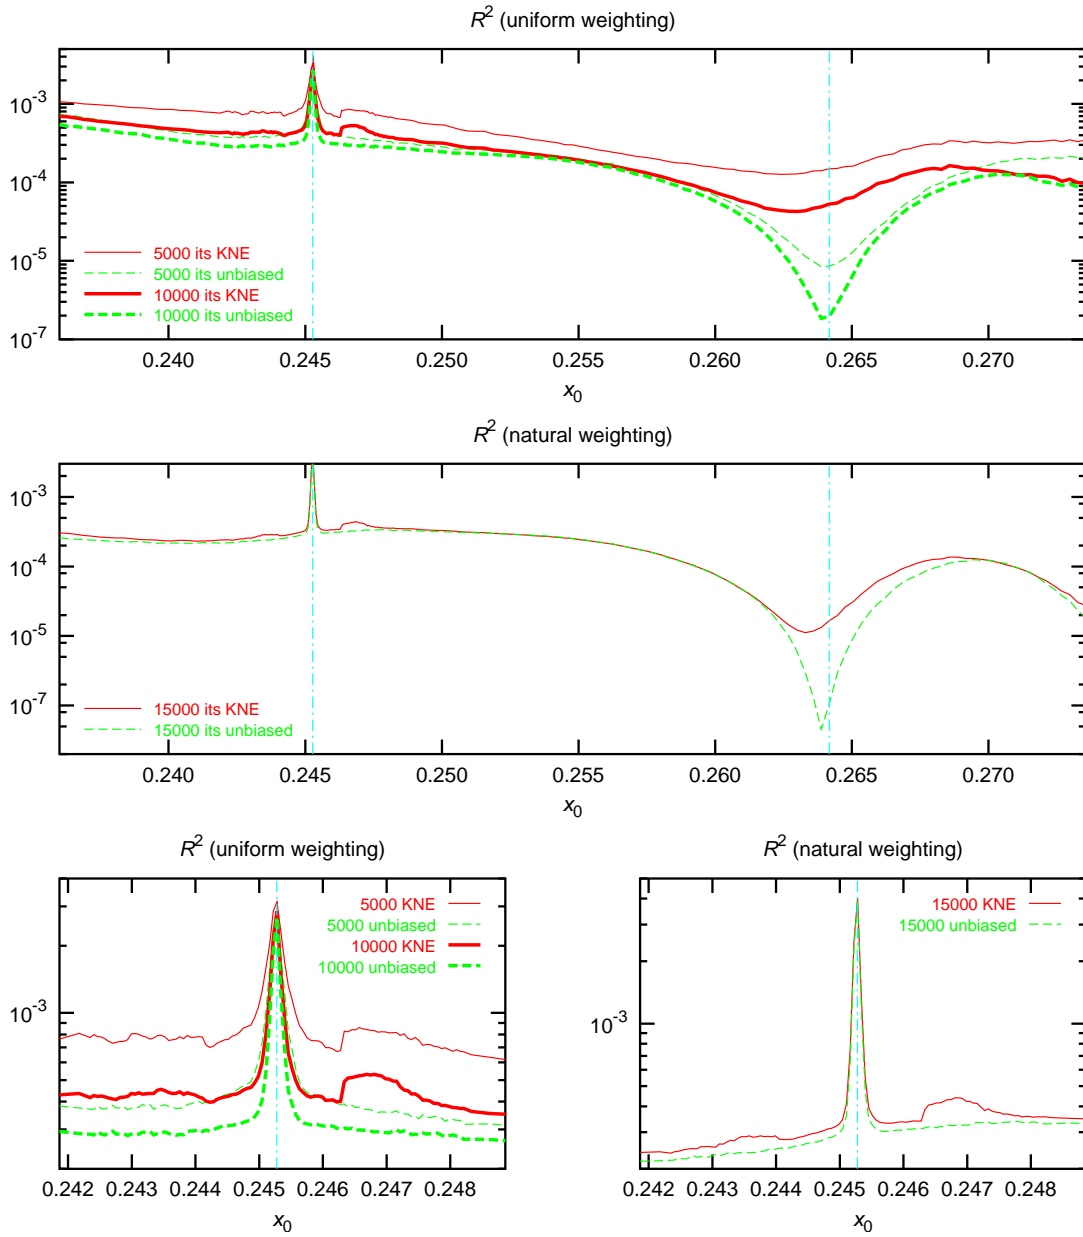 R² (uniform weighting)
10⁻³
10⁻⁴
10⁻⁵
10⁻⁷
5000 its KNE
5000 its unbiased
10000 its KNE
10000 its unbiased
0.240 0.245 0.250 0.255 0.260 0.265 0.270
x₀
R² (natural weighting)
10⁻³
10⁻⁴
10⁻⁵
10⁻⁷
15000 its KNE
15000 its unbiased
0.240 0.245 0.250 0.255 0.260 0.265 0.270
x₀
R² (uniform weighting)
5000 KNE
5000 unbiased
10000 KNE
10000 unbiased
10⁻³
0.242 0.243 0.244 0.245 0.246 0.247 0.248
x₀
R² (natural weighting)
15000 KNE
15000 unbiased
10⁻³
0.242 0.243 0.244 0.245 0.246 0.247 0.248
x₀